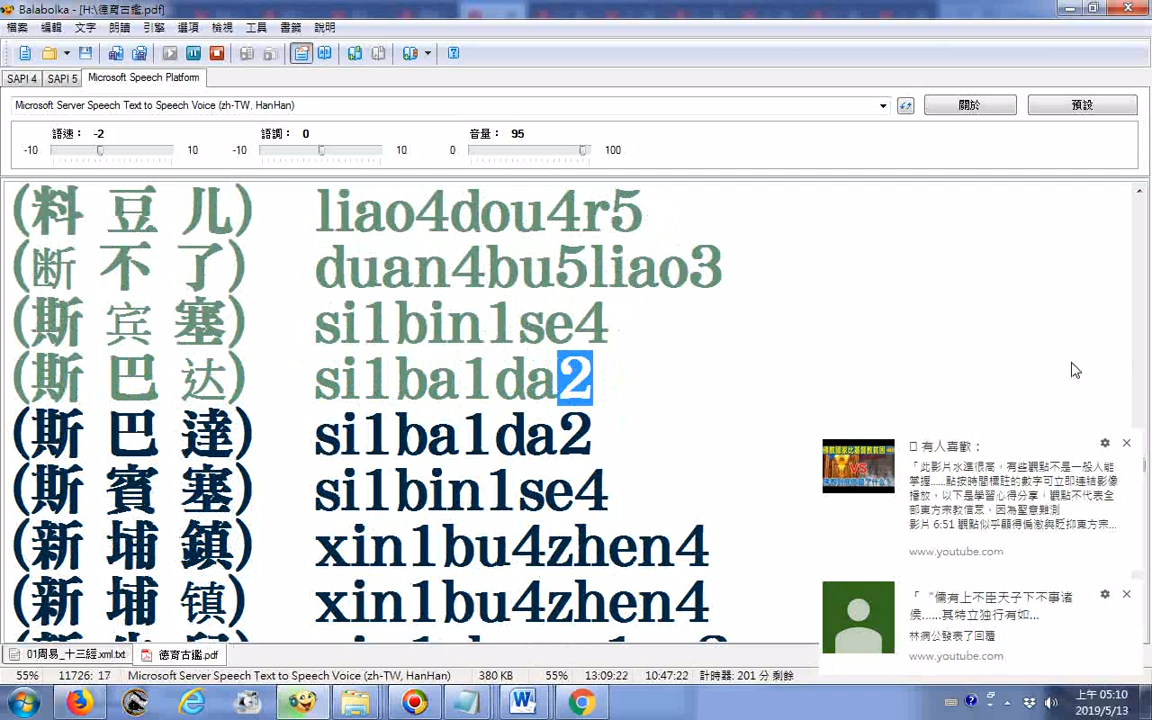 Balabolka - [H:\德育古鑑.pdf]
檔案 編輯 文字 朗讀 引擎 選項 檢視 工具 書籤 說明
SAPI 4 SAPI 5 Microsoft Speech Platform
Microsoft Server Speech Text to Speech Voice (zh-TW, HanHan) 關於 預設
語速： -2 語調： 0 音量： 95
-10 10 -10 10 0 100
(料 豆 儿) liao4dou4r5
(断 不 了) duan4bu5liao3
(斯 宾 塞) si1bin1se4
(斯 巴 达) si1ba1da2
(斯 巴 達) si1ba1da2
(斯 賓 塞) si1bin1se4
(新 埔 鎮) xin1bu4zhen4
(新 埔 镇) xin1bu4zhen4
有人喜歡：
「此影片水準很高，有些觀點不是一般人能
掌握.....點按時間標註的數字可立即連結影像
播放，以下是學習心得分享，觀點不代表全
部東方宗教信眾，因為聖意難測
影片 6:51 觀點似乎顯得偏激與貶抑東方宗...
www.youtube.com
「 “儒有上不臣天子下不事诸
侯......其特立独行有如...
林病公發表了回覆
www.youtube.com
01周易_十三經.xml.txt 德育古鑑.pdf
55% 11726: 17 Microsoft Server Speech Text to Speech Voice (zh-TW, HanHan) 380 KB 55% 13:09:22 10:47:22 計時器: 201 分 剩餘
上午 05:10
2019/5/13